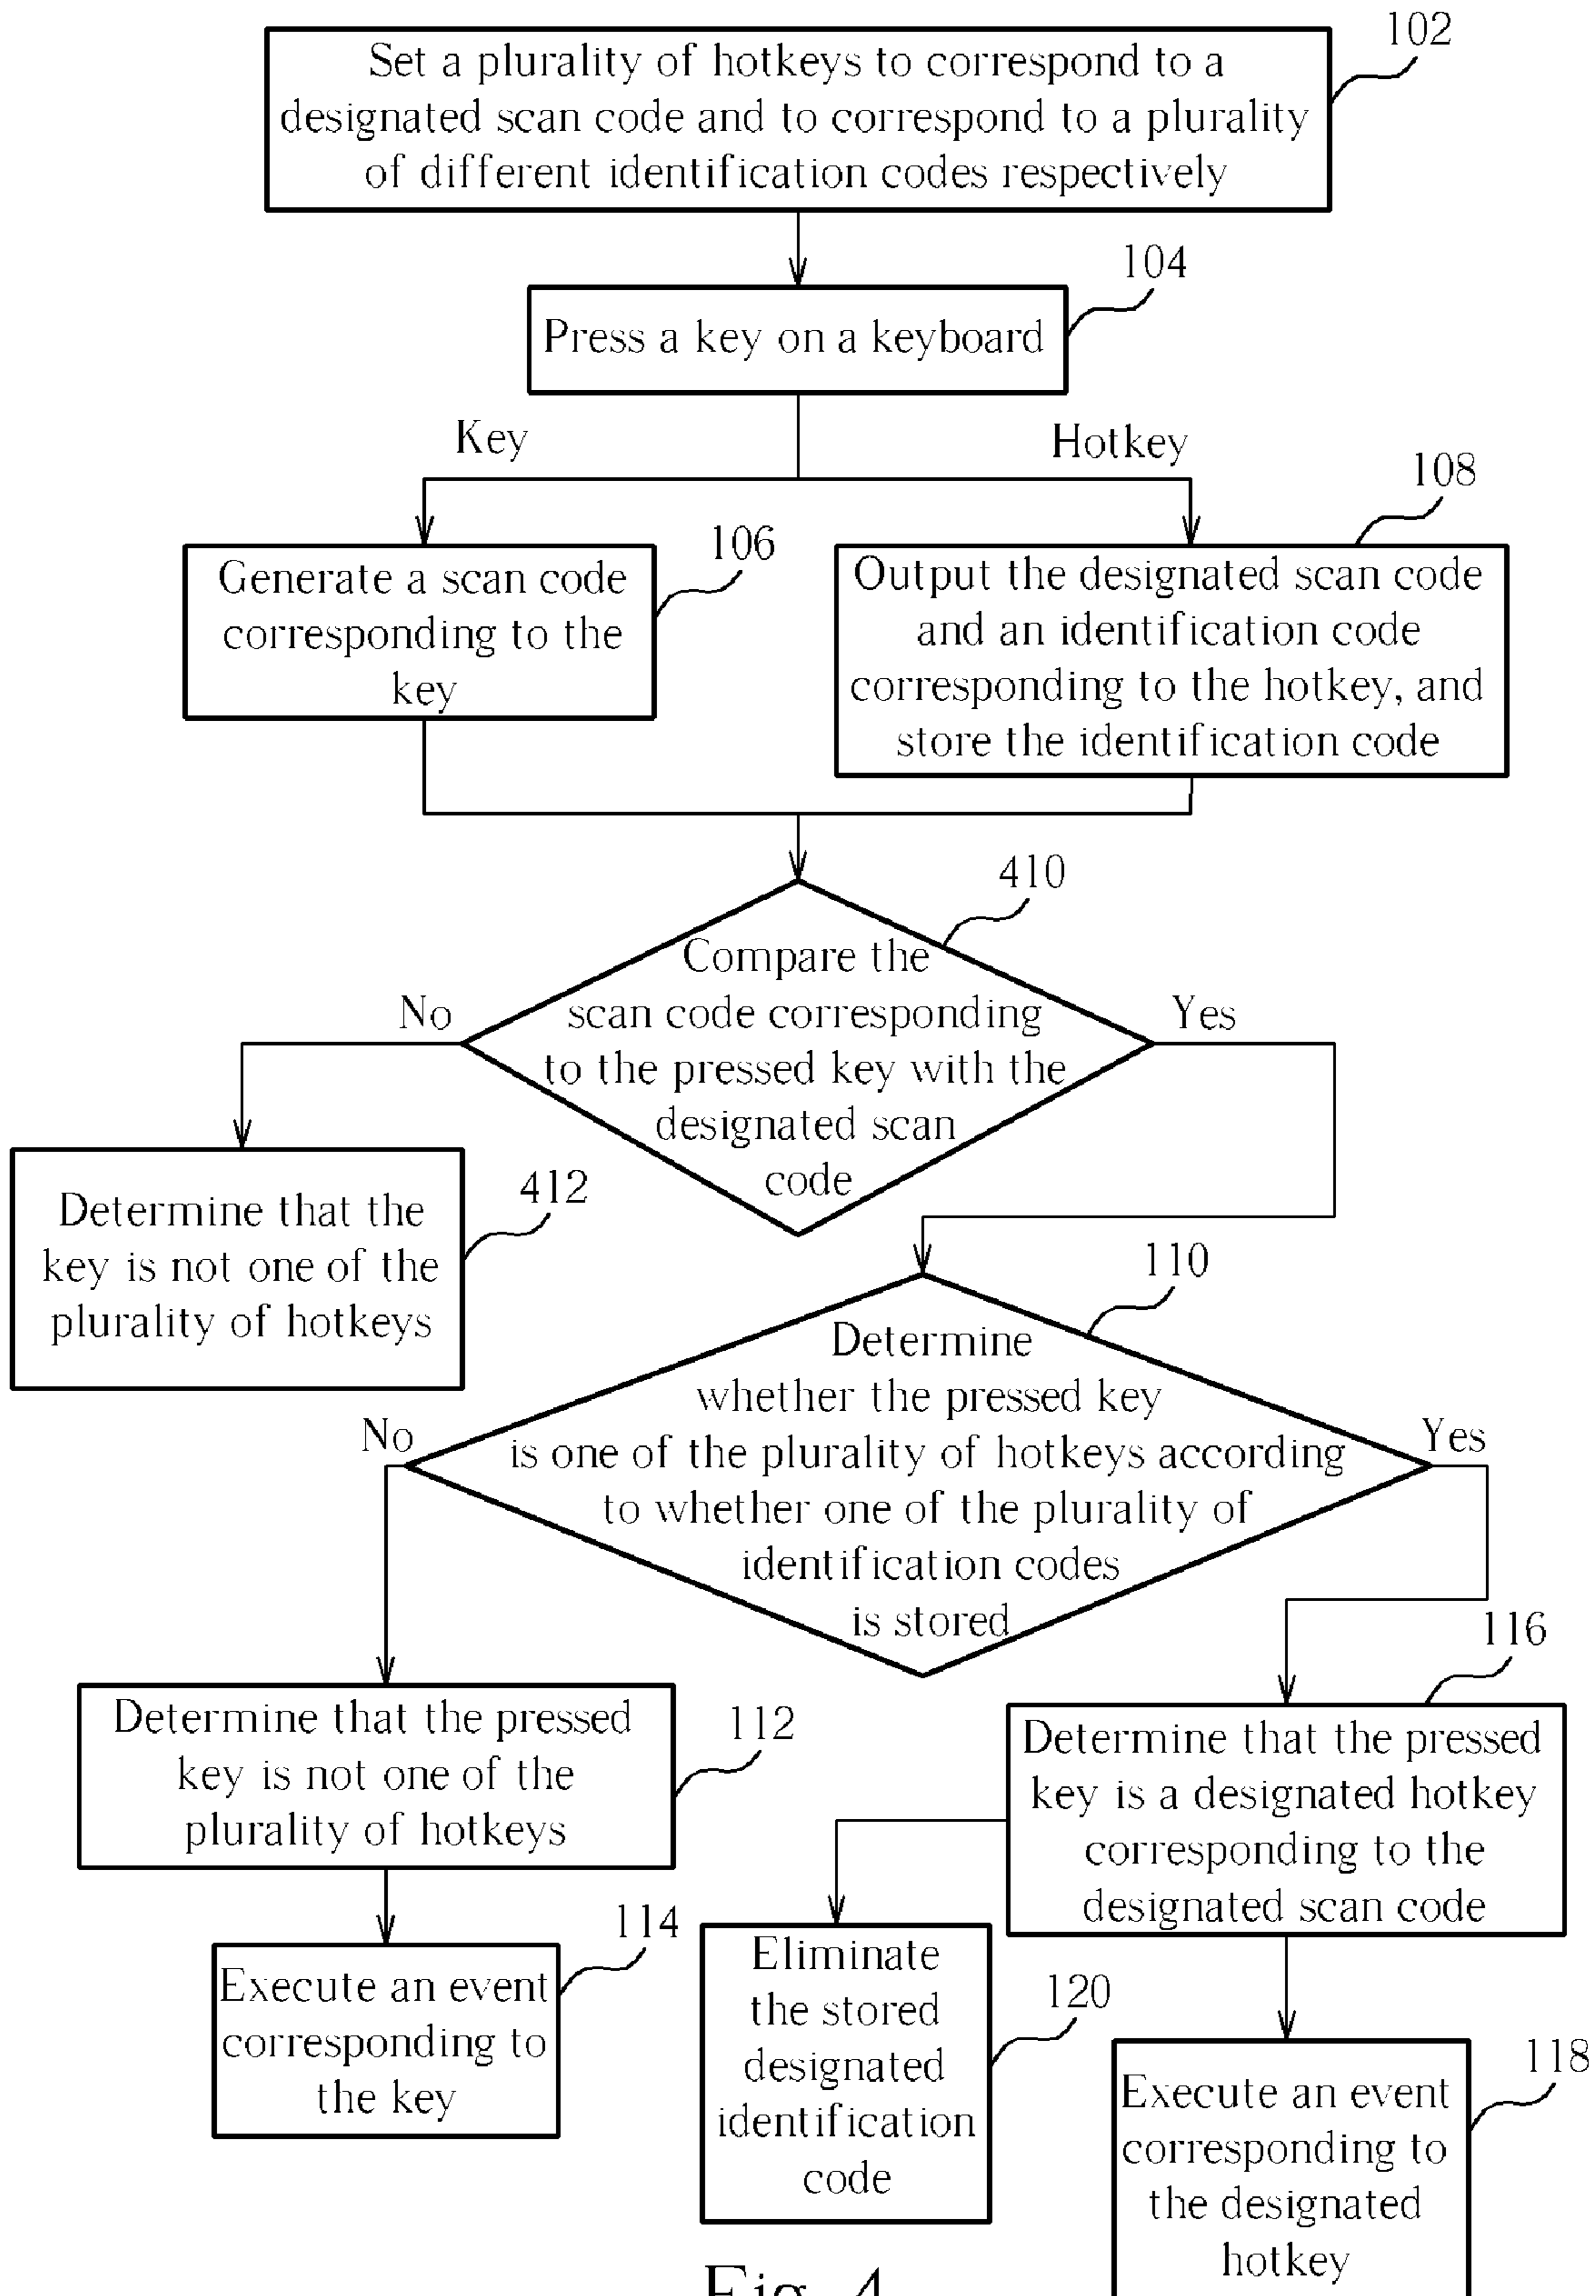 102
Set a plurality of hotkeys to correspond to a
designated scan code and to correspond to a plurality
of different identification codes respectively
104
Press a key on a keyboard
Key
Hotkey
108
106
Generate a scan code
corresponding to the
key
Output the designated scan code
and an identification code
corresponding to the hotkey, and
store the identification code
410
Compare the
scan code corresponding
to the pressed key with the
designated scan
code
No
Yes
412
Determine that the
key is not one of the
plurality of hotkeys
110
Determine
whether the pressed key
is one of the plurality of hotkeys according
to whether one of the plurality of
identification codes
is stored
No
Yes
116
112
Determine that the pressed
key is not one of the
plurality of hotkeys
Determine that the pressed
key is a designated hotkey
corresponding to the
designated scan code
114
Execute an event
corresponding to
the key
120
Eliminate
the stored
designated
identification
code
118
Execute an event
corresponding to
the designated
hotkey
Fig. 4